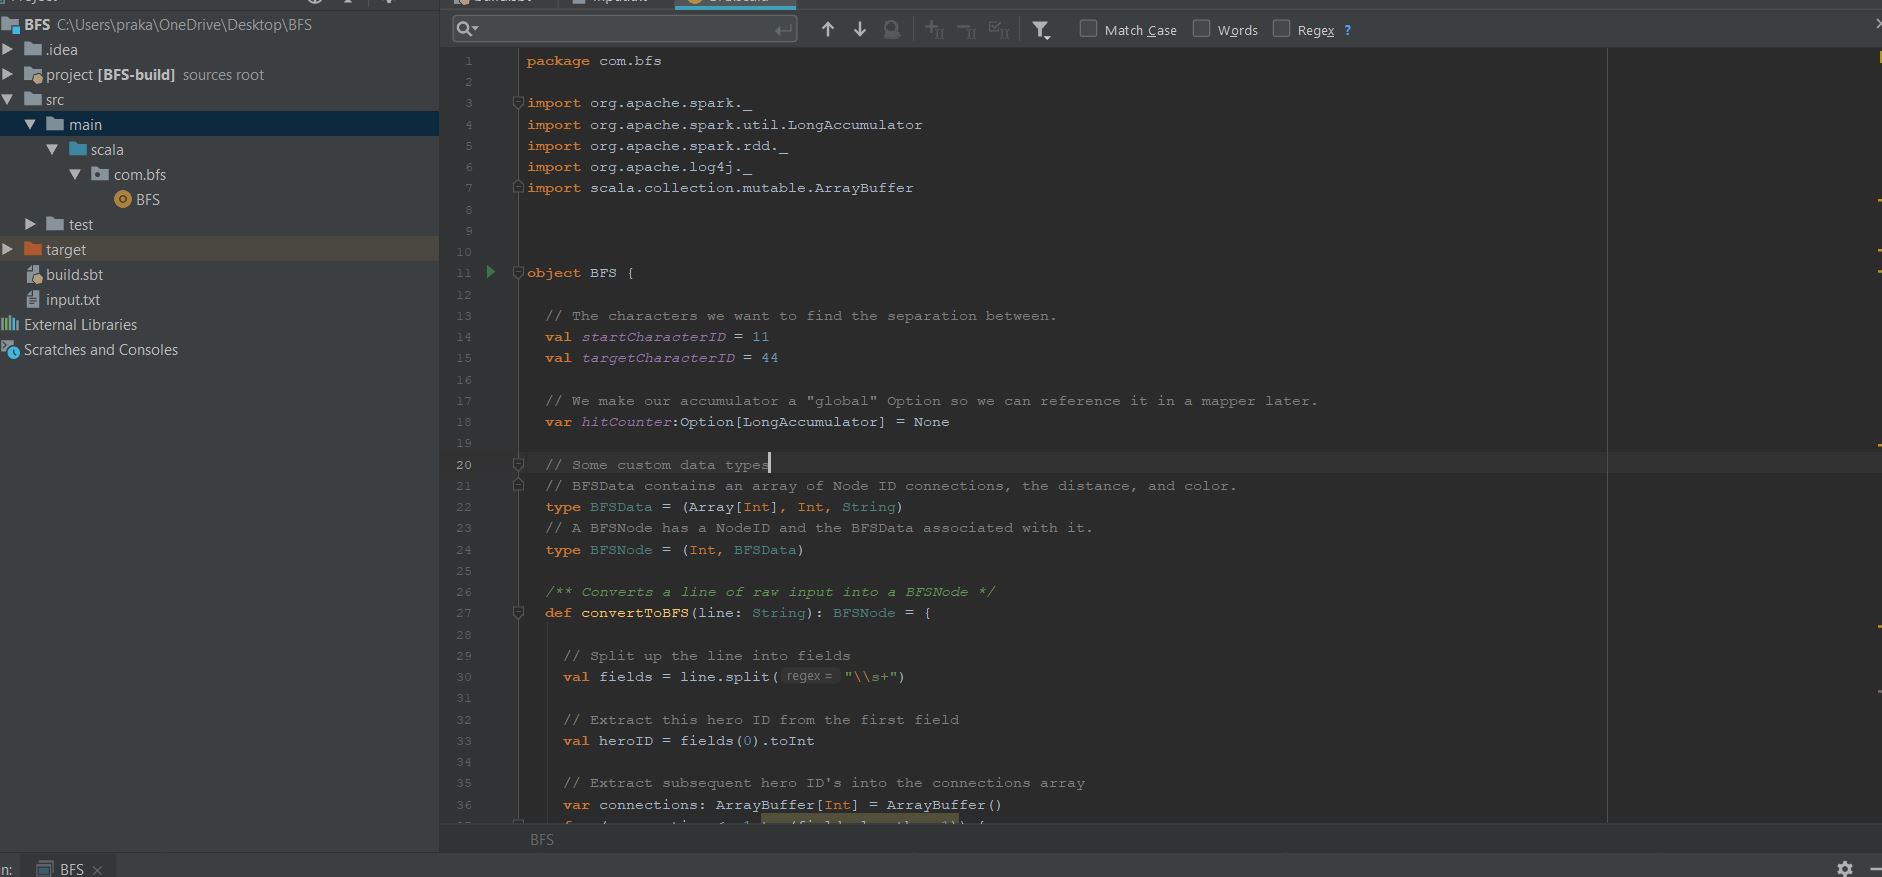 BFS C:\Users\praka\OneDrive\Desktop\BFS
.idea
project [BFS-build] sources root
src
main
scala
com.bfs
BFS
test
target
build.sbt
input.txt
External Libraries
Scratches and Consoles
Match Case
Words
Regex ?
1 package com.bfs
2
3 import org.apache.spark._
4 import org.apache.spark.util.LongAccumulator
5 import org.apache.spark.rdd._
6 import org.apache.log4j._
7 import scala.collection.mutable.ArrayBuffer
8
9
10
11 object BFS {
12
13 // The characters we want to find the separation between.
14 val startCharacterID = 11
15 val targetCharacterID = 44
16
17 // We make our accumulator a "global" Option so we can reference it in a mapper later.
18 var hitCounter:Option[LongAccumulator] = None
19
20 // Some custom data types
21 // BFSData contains an array of Node ID connections, the distance, and color.
22 type BFSData = (Array[Int], Int, String)
23 // A BFSNode has a NodeID and the BFSData associated with it.
24 type BFSNode = (Int, BFSData)
25
26 /** Converts a line of raw input into a BFSNode */
27 def convertToBFS(line: String): BFSNode = {
28
29 // Split up the line into fields
30 val fields = line.split( regex = "\\s+")
31
32 // Extract this hero ID from the first field
33 val heroID = fields(0).toInt
34
35 // Extract subsequent hero ID's into the connections array
36 var connections: ArrayBuffer[Int] = ArrayBuffer()
BFS
BFS